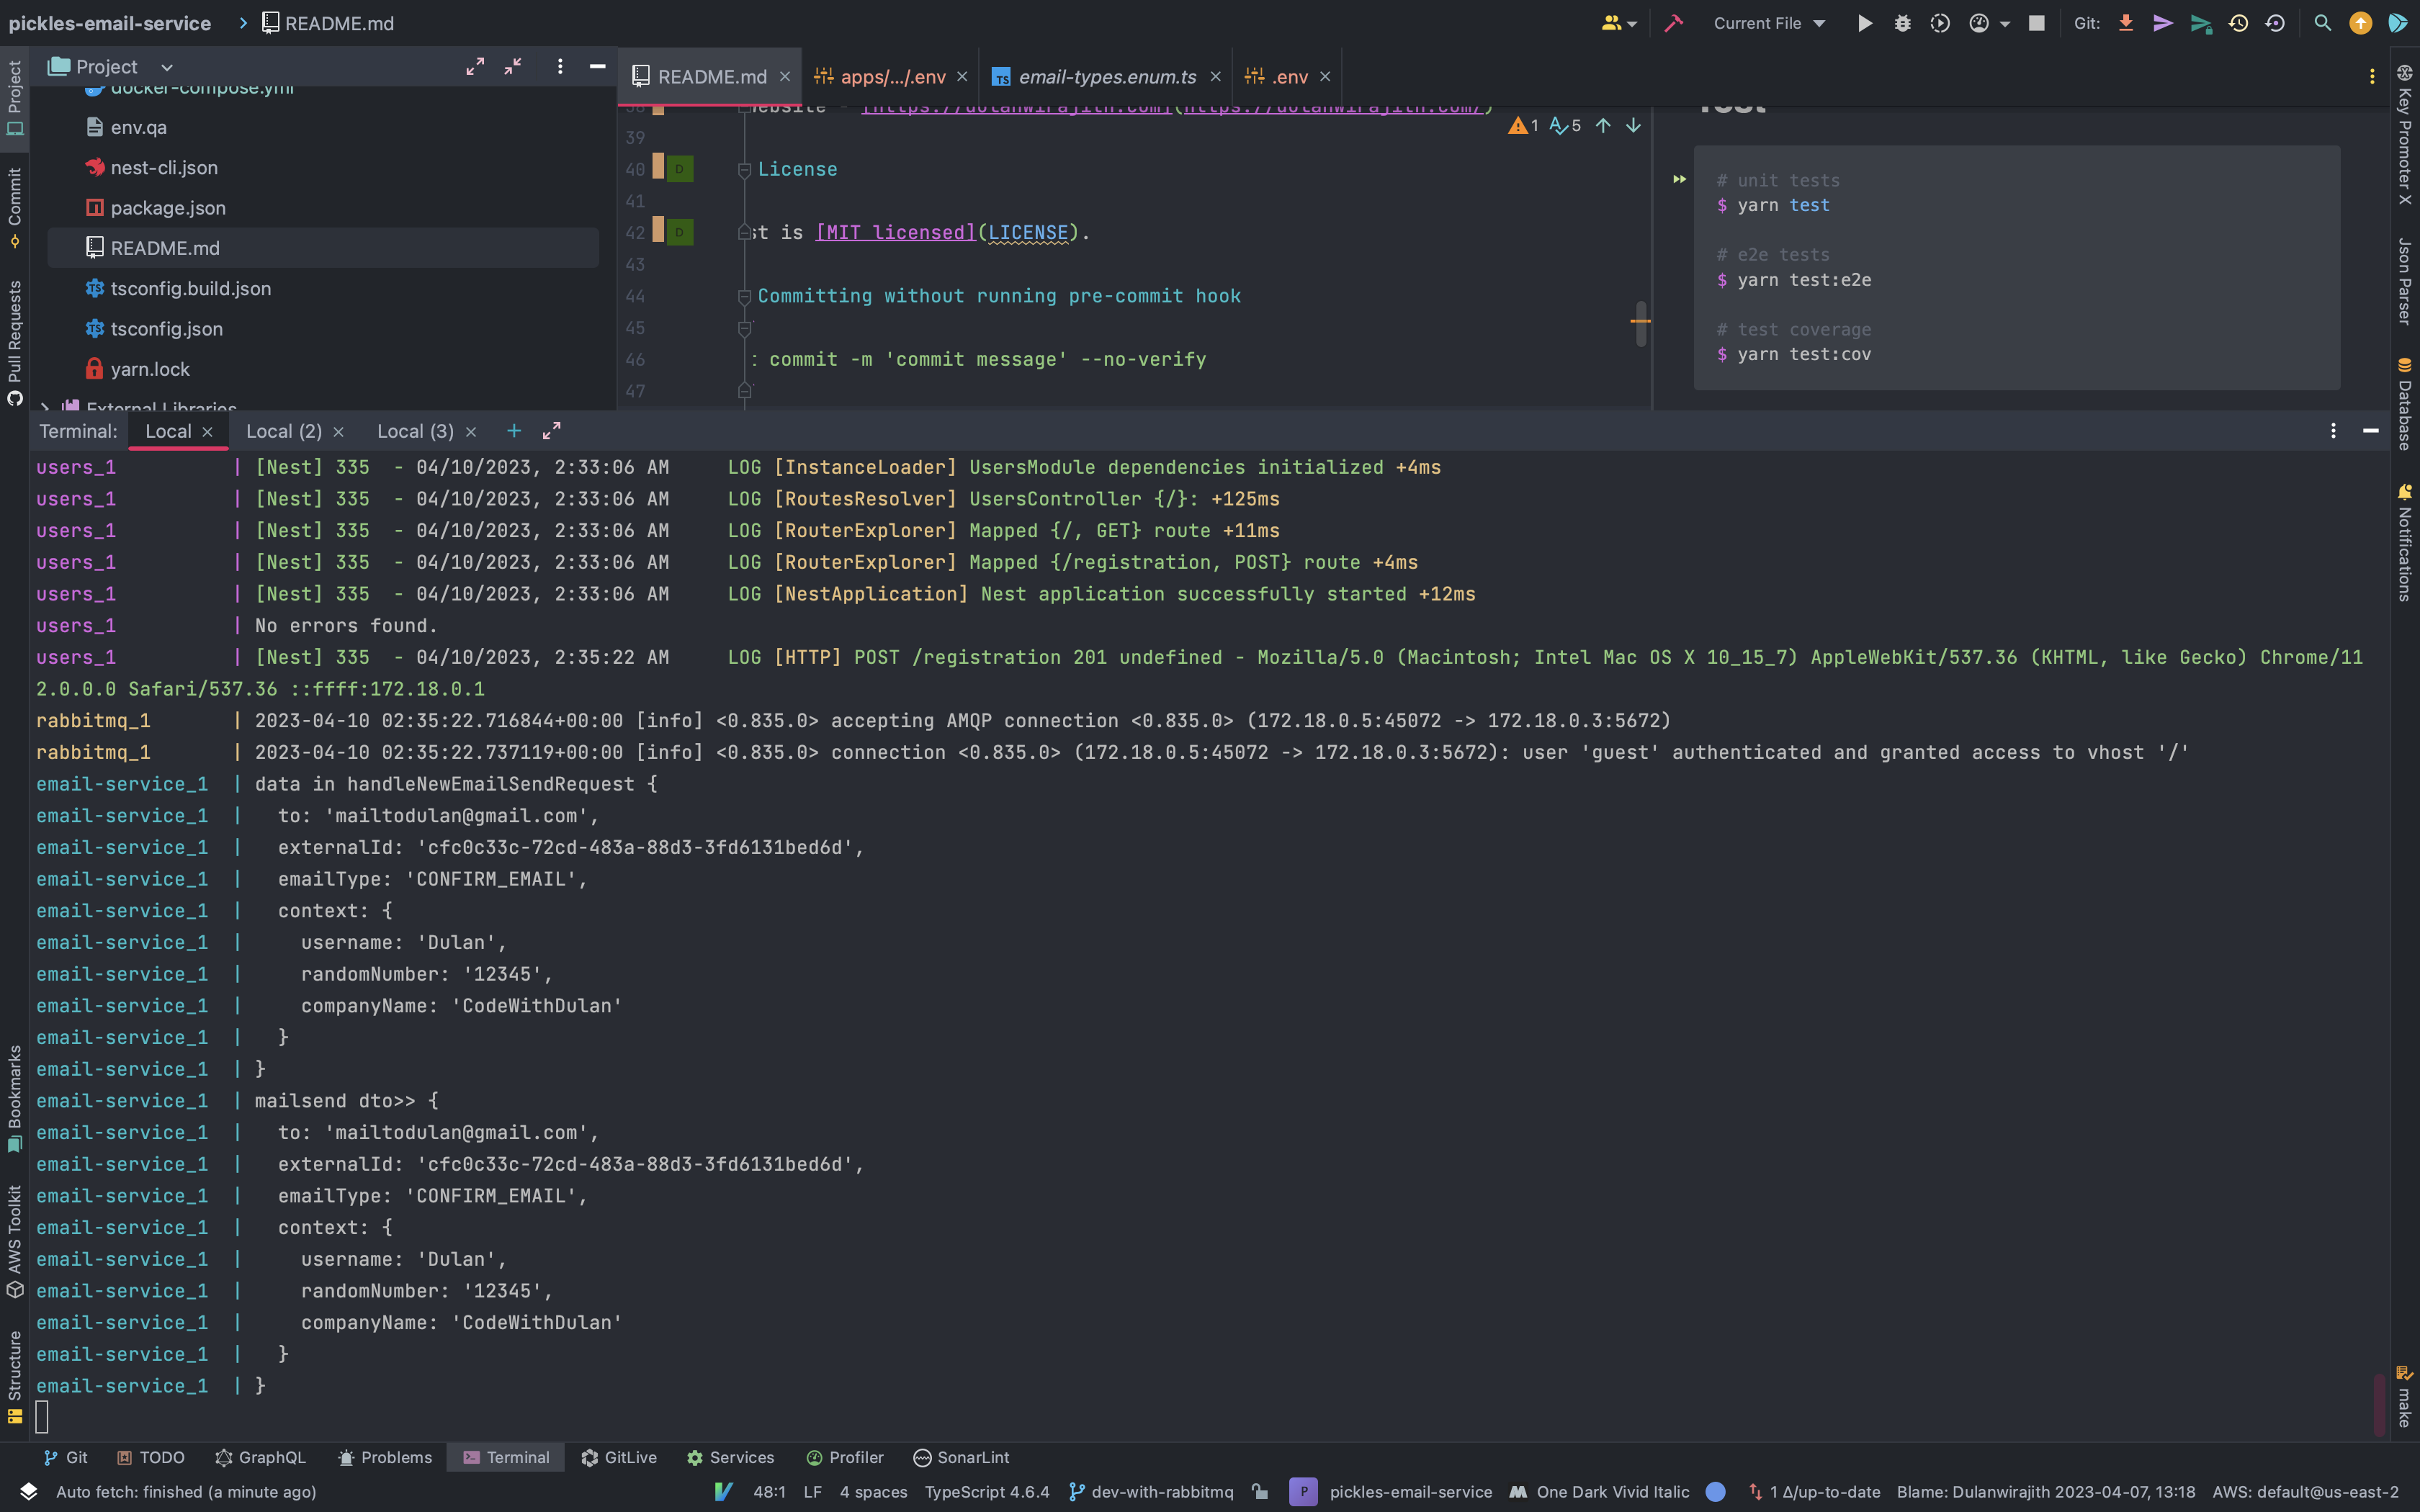 pickles-email-service > README.md
Current File
Git:
Project
docker-compose.yml
env.qa
nest-cli.json
package.json
README.md
tsconfig.build.json
tsconfig.json
yarn.lock
External Libraries
README.md
apps/.../.env
email-types.enum.ts
.env
ebsite - [https://dulanwirajith.com](https://dulanwirajith.com/)
1 5
39
40 License
41
42 st is [MIT licensed](LICENSE).
43
44 Committing without running pre-commit hook
45
46 : commit -m 'commit message' --no-verify
47
Test
# unit tests
$ yarn test
# e2e tests
$ yarn test:e2e
# test coverage
$ yarn test:cov
Terminal: Local Local (2) Local (3)
users_1 | [Nest] 335 - 04/10/2023, 2:33:06 AM LOG [InstanceLoader] UsersModule dependencies initialized +4ms
users_1 | [Nest] 335 - 04/10/2023, 2:33:06 AM LOG [RoutesResolver] UsersController {/}: +125ms
users_1 | [Nest] 335 - 04/10/2023, 2:33:06 AM LOG [RouterExplorer] Mapped {/, GET} route +11ms
users_1 | [Nest] 335 - 04/10/2023, 2:33:06 AM LOG [RouterExplorer] Mapped {/registration, POST} route +4ms
users_1 | [Nest] 335 - 04/10/2023, 2:33:06 AM LOG [NestApplication] Nest application successfully started +12ms
users_1 | No errors found.
users_1 | [Nest] 335 - 04/10/2023, 2:35:22 AM LOG [HTTP] POST /registration 201 undefined - Mozilla/5.0 (Macintosh; Intel Mac OS X 10_15_7) AppleWebKit/537.36 (KHTML, like Gecko) Chrome/11
2.0.0.0 Safari/537.36 ::ffff:172.18.0.1
rabbitmq_1 | 2023-04-10 02:35:22.716844+00:00 [info] <0.835.0> accepting AMQP connection <0.835.0> (172.18.0.5:45072 -> 172.18.0.3:5672)
rabbitmq_1 | 2023-04-10 02:35:22.737119+00:00 [info] <0.835.0> connection <0.835.0> (172.18.0.5:45072 -> 172.18.0.3:5672): user 'guest' authenticated and granted access to vhost '/'
email-service_1 | data in handleNewEmailSendRequest {
email-service_1 | to: 'mailtodulan@gmail.com',
email-service_1 | externalId: 'cfc0c33c-72cd-483a-88d3-3fd6131bed6d',
email-service_1 | emailType: 'CONFIRM_EMAIL',
email-service_1 | context: {
email-service_1 | username: 'Dulan',
email-service_1 | randomNumber: '12345',
email-service_1 | companyName: 'CodeWithDulan'
email-service_1 | }
email-service_1 | }
email-service_1 | mailsend dto>> {
email-service_1 | to: 'mailtodulan@gmail.com',
email-service_1 | externalId: 'cfc0c33c-72cd-483a-88d3-3fd6131bed6d',
email-service_1 | emailType: 'CONFIRM_EMAIL',
email-service_1 | context: {
email-service_1 | username: 'Dulan',
email-service_1 | randomNumber: '12345',
email-service_1 | companyName: 'CodeWithDulan'
email-service_1 | }
email-service_1 | }
Project
Commit
Pull Requests
Bookmarks
AWS Toolkit
Structure
Key Promoter X
Json Parser
Database
Notifications
make
Git TODO GraphQL Problems Terminal GitLive Services Profiler SonarLint
Auto fetch: finished (a minute ago) 48:1 LF 4 spaces TypeScript 4.6.4 dev-with-rabbitmq P pickles-email-service One Dark Vivid Italic 1 Δ/up-to-date Blame: Dulanwirajith 2023-04-07, 13:18 AWS: default@us-east-2